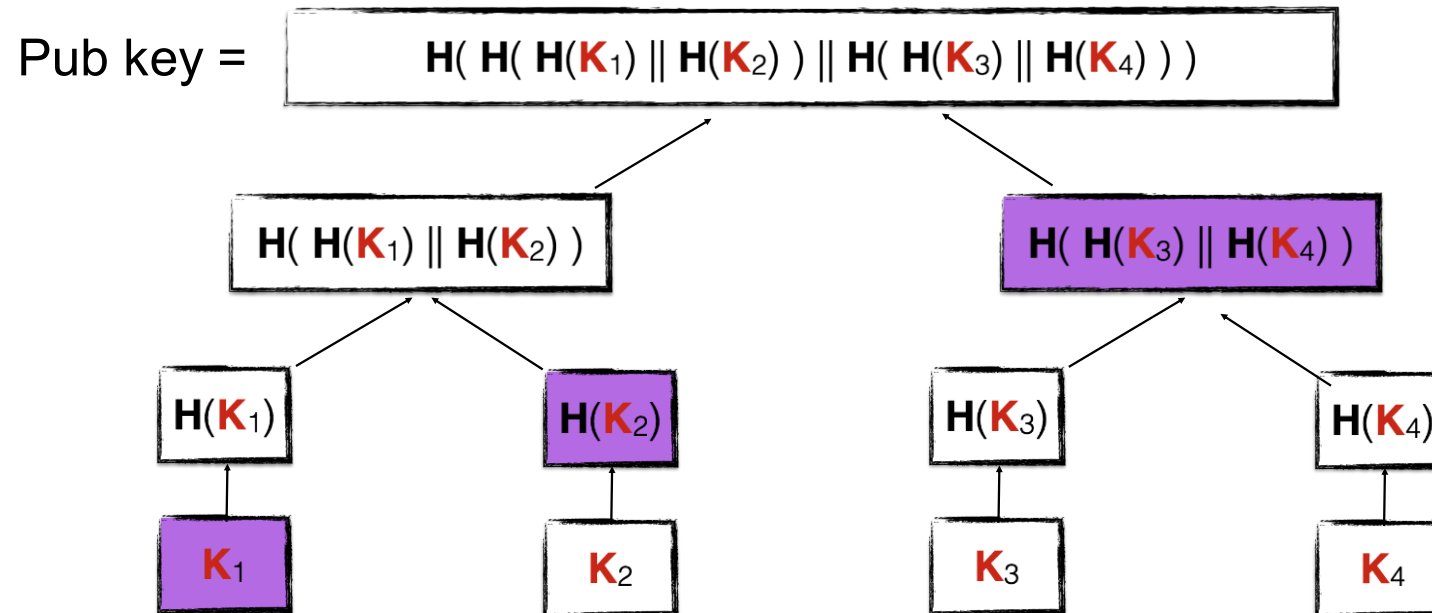 Pub key = H( H( H(K₁) || H(K₂) ) || H( H(K₃) || H(K₄) ) )
H( H(K₁) || H(K₂) )
H( H(K₃) || H(K₄) )
H(K₁)
H(K₂)
H(K₃)
H(K₄)
K₁
K₂
K₃
K₄